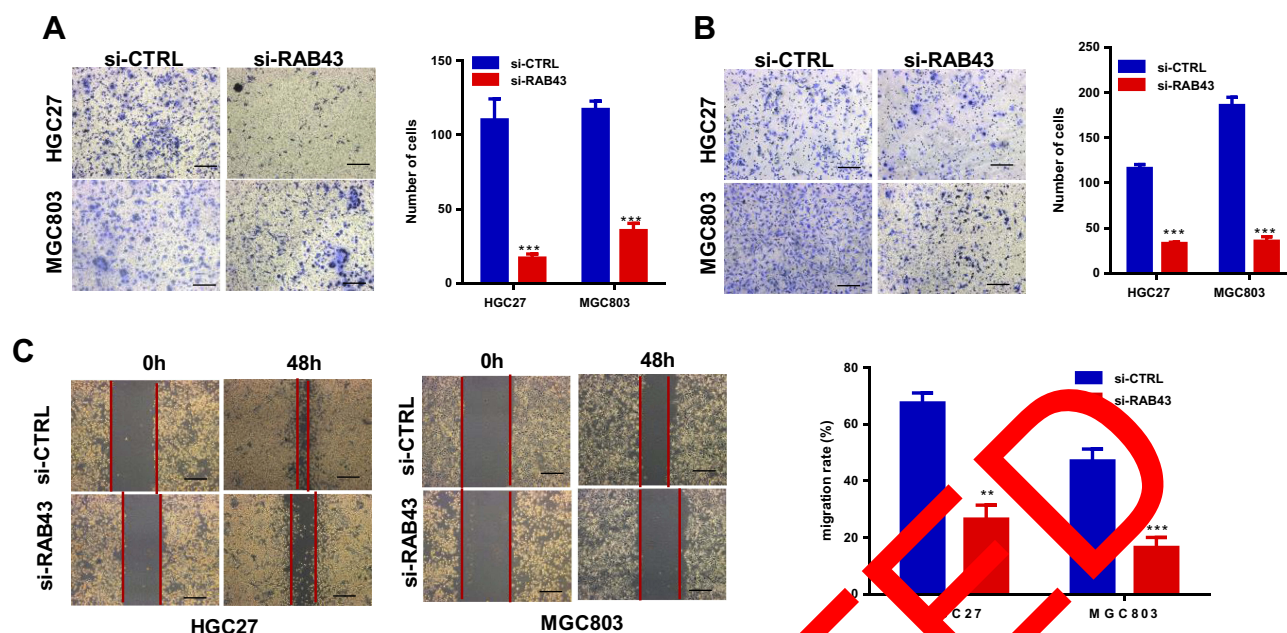 A
si-CTRL
si-RAB43
HGC27
MGC803
150
100
50
0
Number of cells
si-CTRL
si-RAB43
***
***
HGC27
MGC803
B
si-CTRL
si-RAB43
HGC27
MGC803
250
200
150
100
50
0
Number of cells
si-CTRL
si-RAB43
***
***
HGC27
MGC803
C
0h
48h
si-CTRL
si-RAB43
HGC27
0h
48h
si-CTRL
si-RAB43
MGC803
80
60
40
20
0
migration rate (%)
si-CTRL
si-RAB43
**
***
C27
MGC803